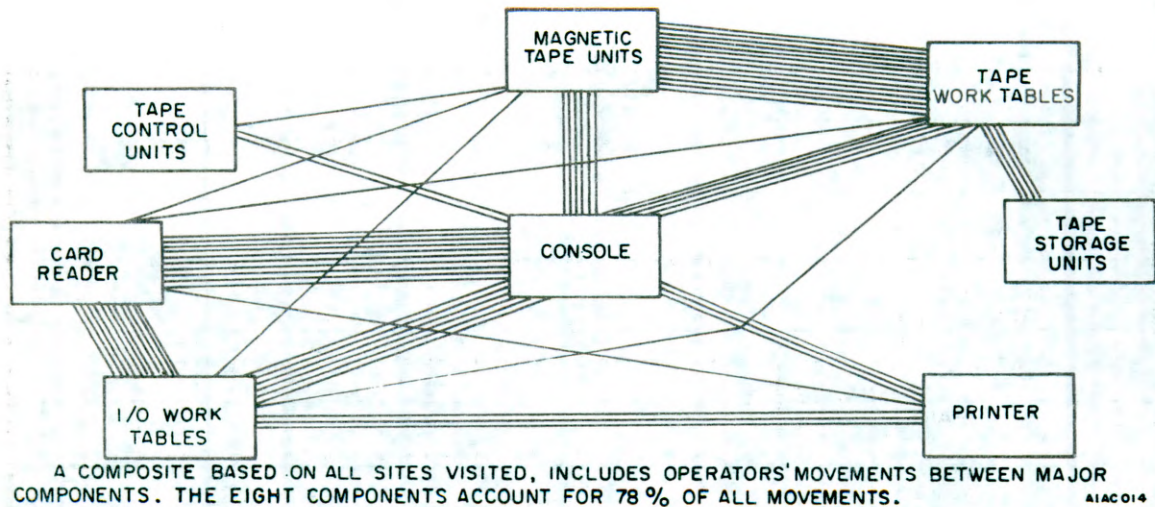 MAGNETIC
TAPE UNITS
TAPE
WORK TABLES
TAPE
CONTROL
UNITS
CARD
READER
CONSOLE
TAPE
STORAGE
UNITS
I/O WORK
TABLES
PRINTER
A COMPOSITE BASED ON ALL SITES VISITED, INCLUDES OPERATORS' MOVEMENTS BETWEEN MAJOR
COMPONENTS. THE EIGHT COMPONENTS ACCOUNT FOR 78% OF ALL MOVEMENTS.
AIAC014